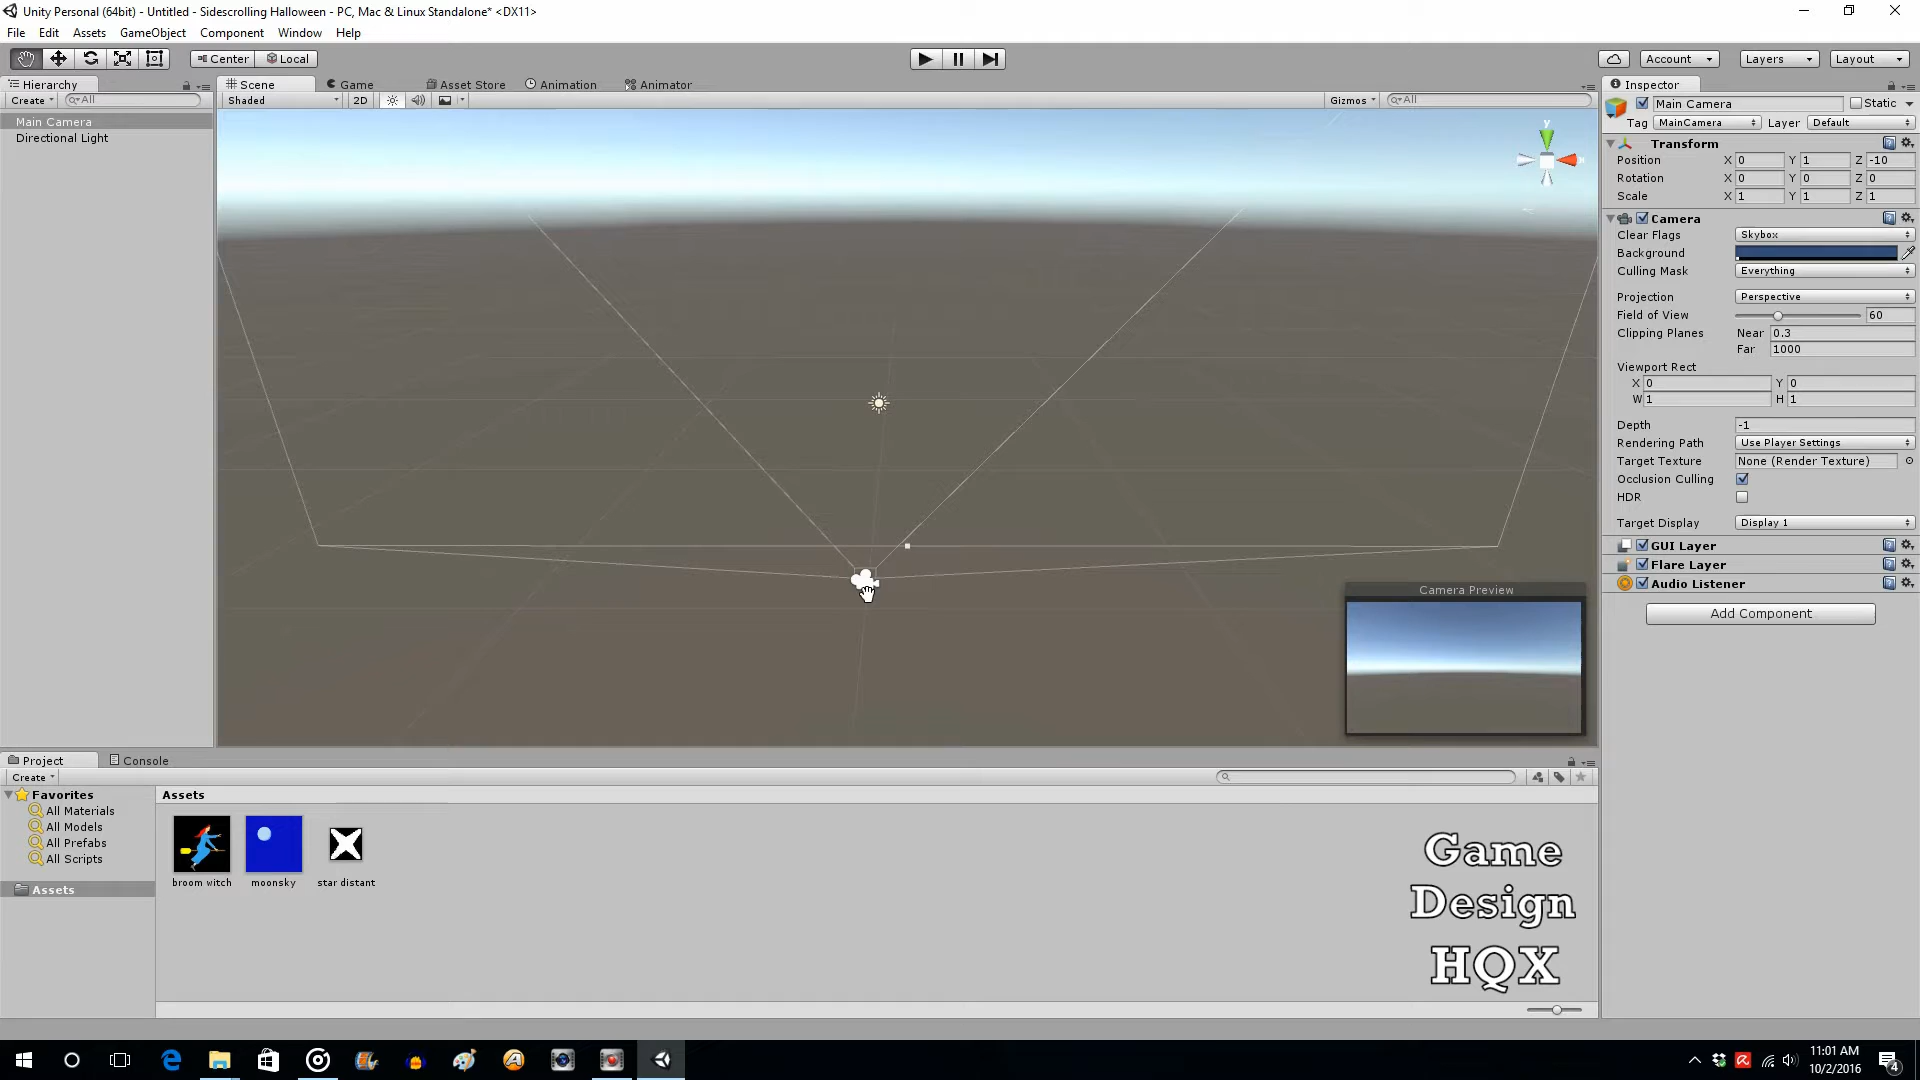 Unity Personal (64bit) - Untitled - Sidescrolling Halloween - PC, Mac & Linux Standalone* <DX11>
File Edit Assets GameObject Component Window Help
Center Local
Account Layers Layout
Hierarchy
Create All
Main Camera
Directional Light
Scene Game Asset Store Animation Animator
Shaded 2D Gizmos All
y
Inspector
Main Camera Static
Tag MainCamera Layer Default
Transform
Position X 0 Y 1 Z -10
Rotation X 0 Y 0 Z 0
Scale X 1 Y 1 Z 1
Camera
Clear Flags Skybox
Background
Culling Mask Everything
Projection Perspective
Field of View 60
Clipping Planes Near 0.3
Far 1000
Viewport Rect
X 0 Y 0
W 1 H 1
Depth -1
Rendering Path Use Player Settings
Target Texture None (Render Texture)
Occlusion Culling
HDR
Target Display Display 1
GUI Layer
Flare Layer
Audio Listener
Add Component
Camera Preview
Project Console
Create
Favorites
All Materials
All Models
All Prefabs
All Scripts
Assets
Assets
broom witch moonsky star distant
Game
Design
HQX
11:01 AM
10/2/2016
4